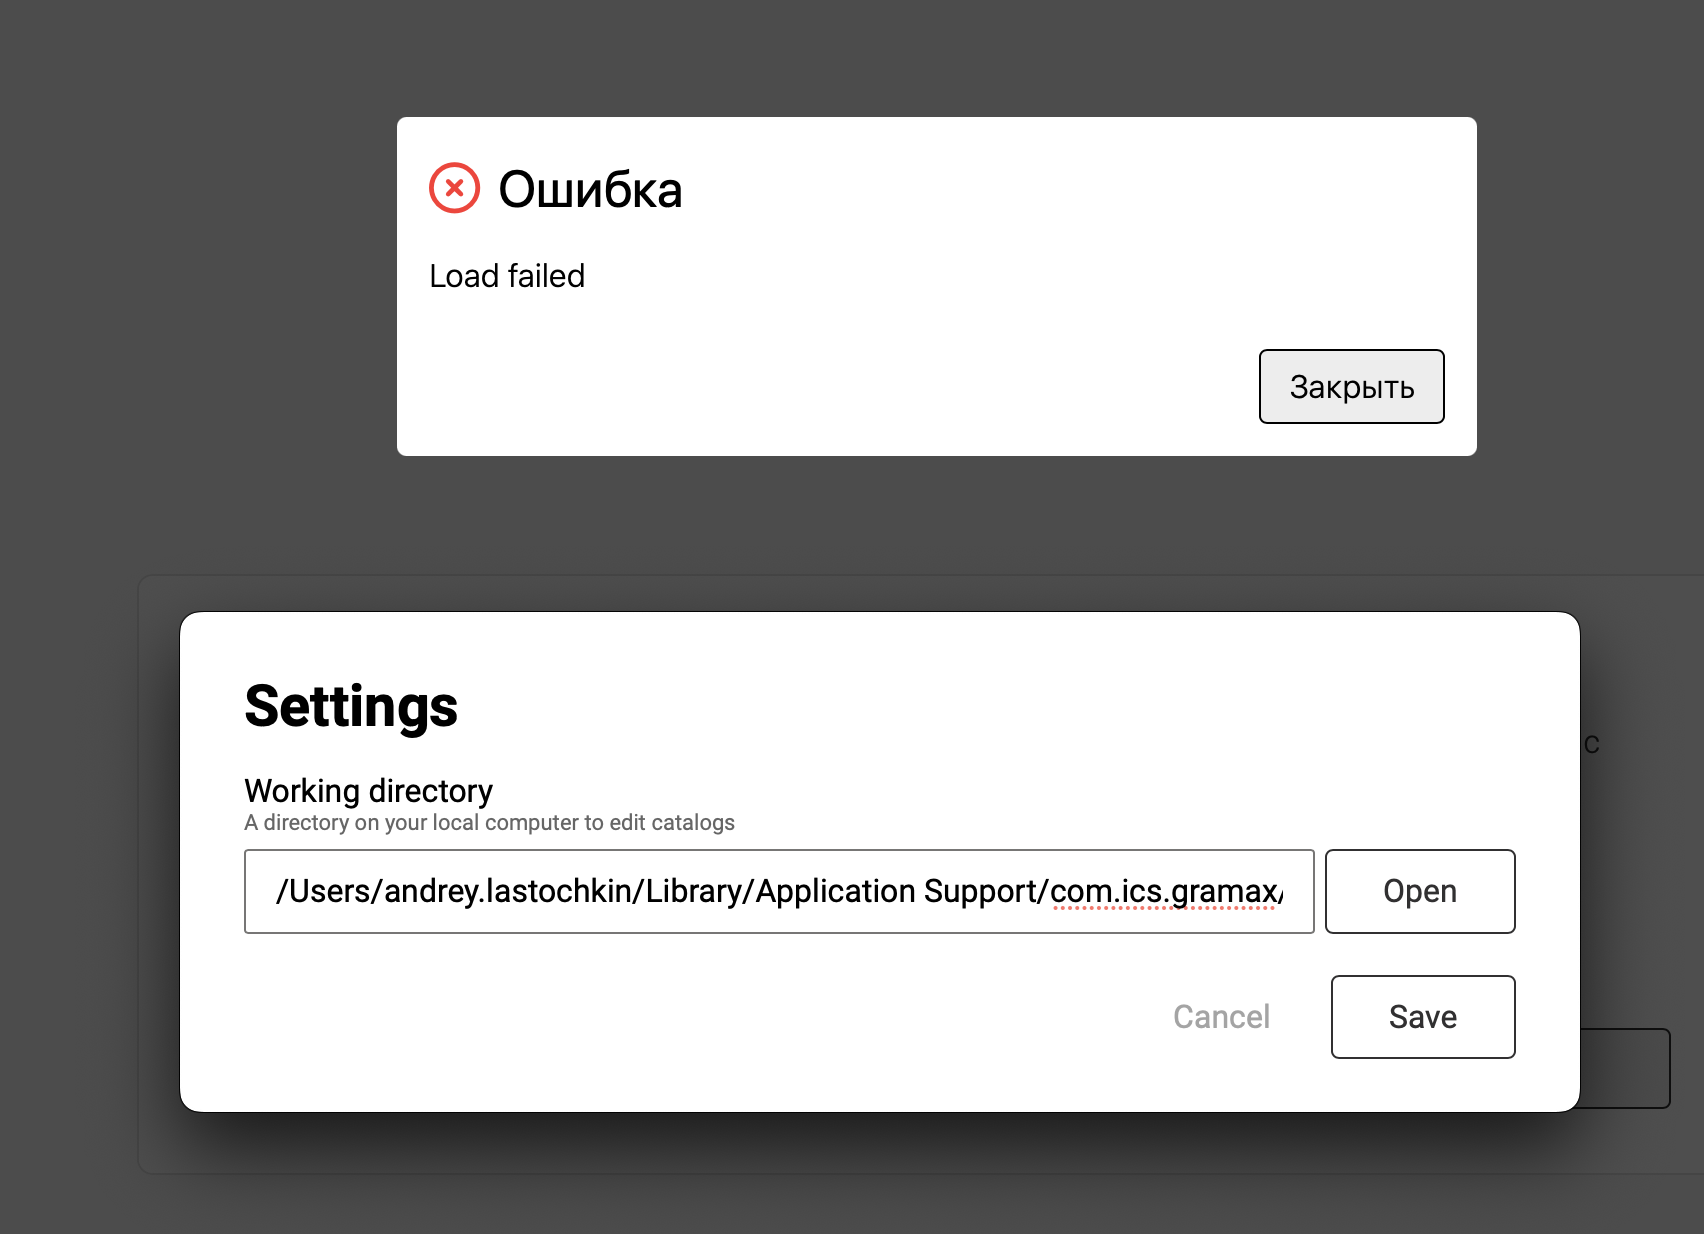 Ошибка
Load failed
Закрыть
Settings
Working directory
A directory on your local computer to edit catalogs
/Users/andrey.lastochkin/Library/Application Support/com.ics.gramax/
Open
Cancel
Save
с